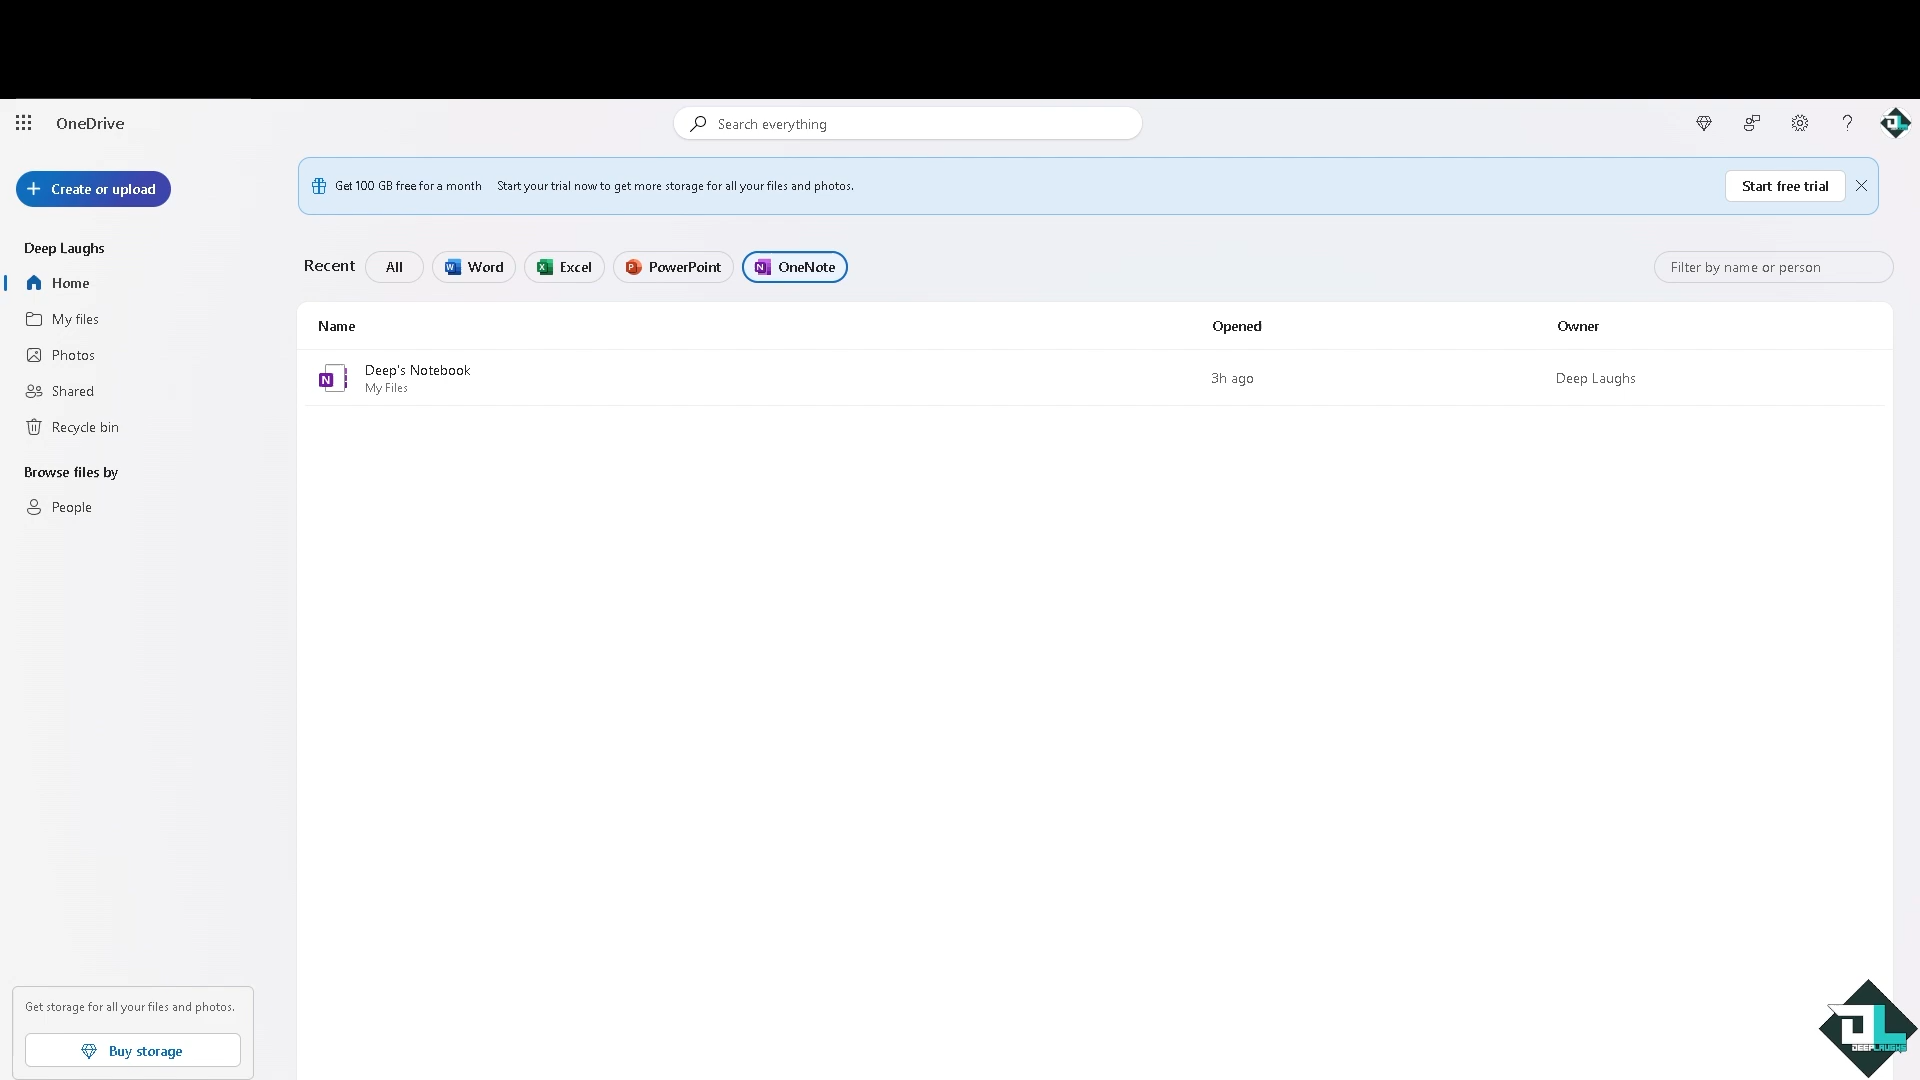 OneDrive
Search everything
Create or upload
Get 100 GB free for a month Start your trial now to get more storage for all your files and photos.
Start free trial
Deep Laughs
Home
My files
Photos
Shared
Recycle bin
Browse files by
People
Recent All Word Excel PowerPoint OneNote
Filter by name or person
Name Opened Owner
Deep's Notebook 3h ago Deep Laughs
My Files
Get storage for all your files and photos.
Buy storage
DL
DEEPLAUGHS